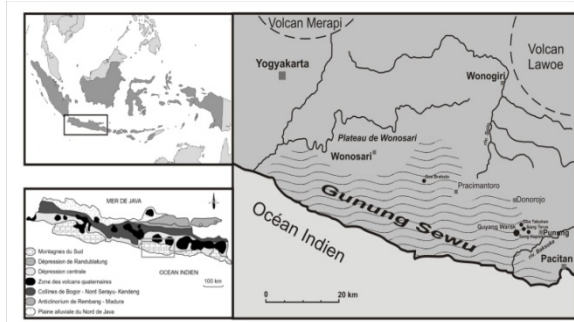 MER DE JAVA
OCEAN INDIEN
100 km
Montagnes du Sud
Dépression de Randublatung
Dépression centrale
Zone des volcans quaternaires
Collines de Bogor - Nord Serayu- Kendeng
Anticlinorium de Rembang - Madura
Plaine alluviale du Nord de Java
Volcan Merapi
Volcan
Lawoe
Yogyakarta
Wonogiri
Plateau de Wonosari
Wonosari
Pracimantoro
Donorojo
Gunung Sewu
Guyang Warak
Punung
Pacitan
Océan Indien
0
20 km